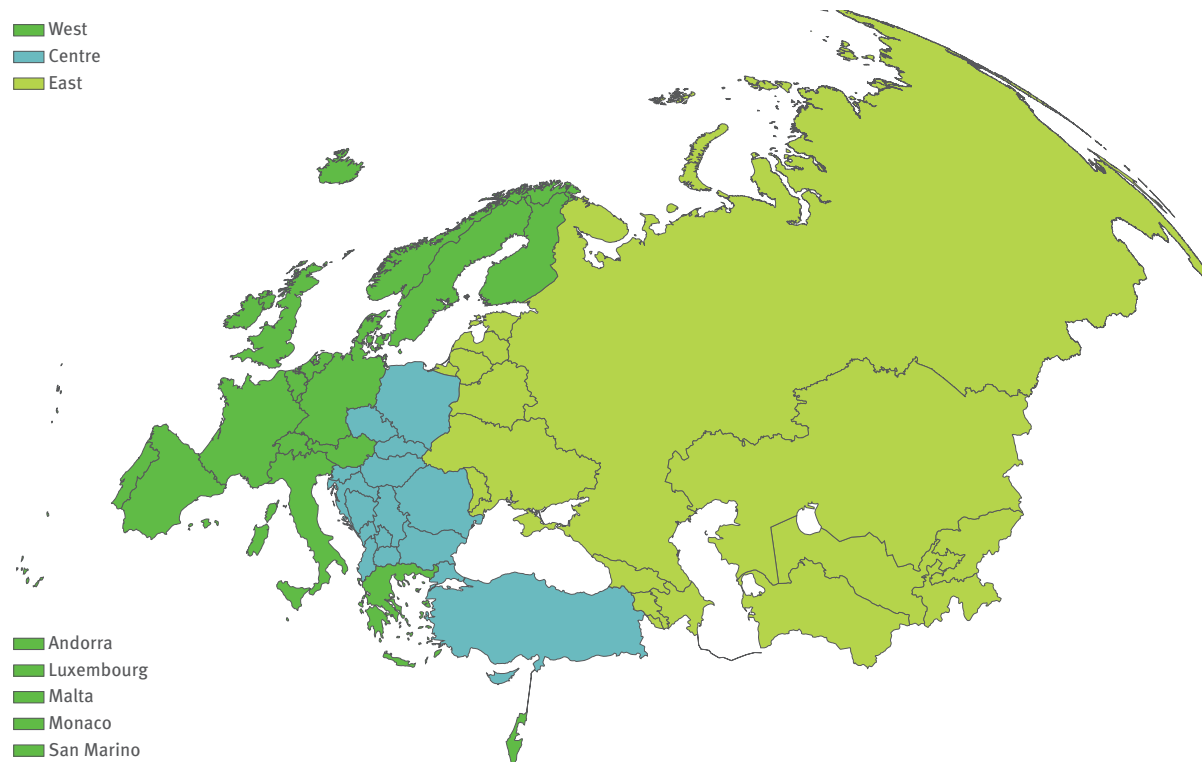 West
Centre
East
Andorra
Luxembourg
Malta
Monaco
San Marino